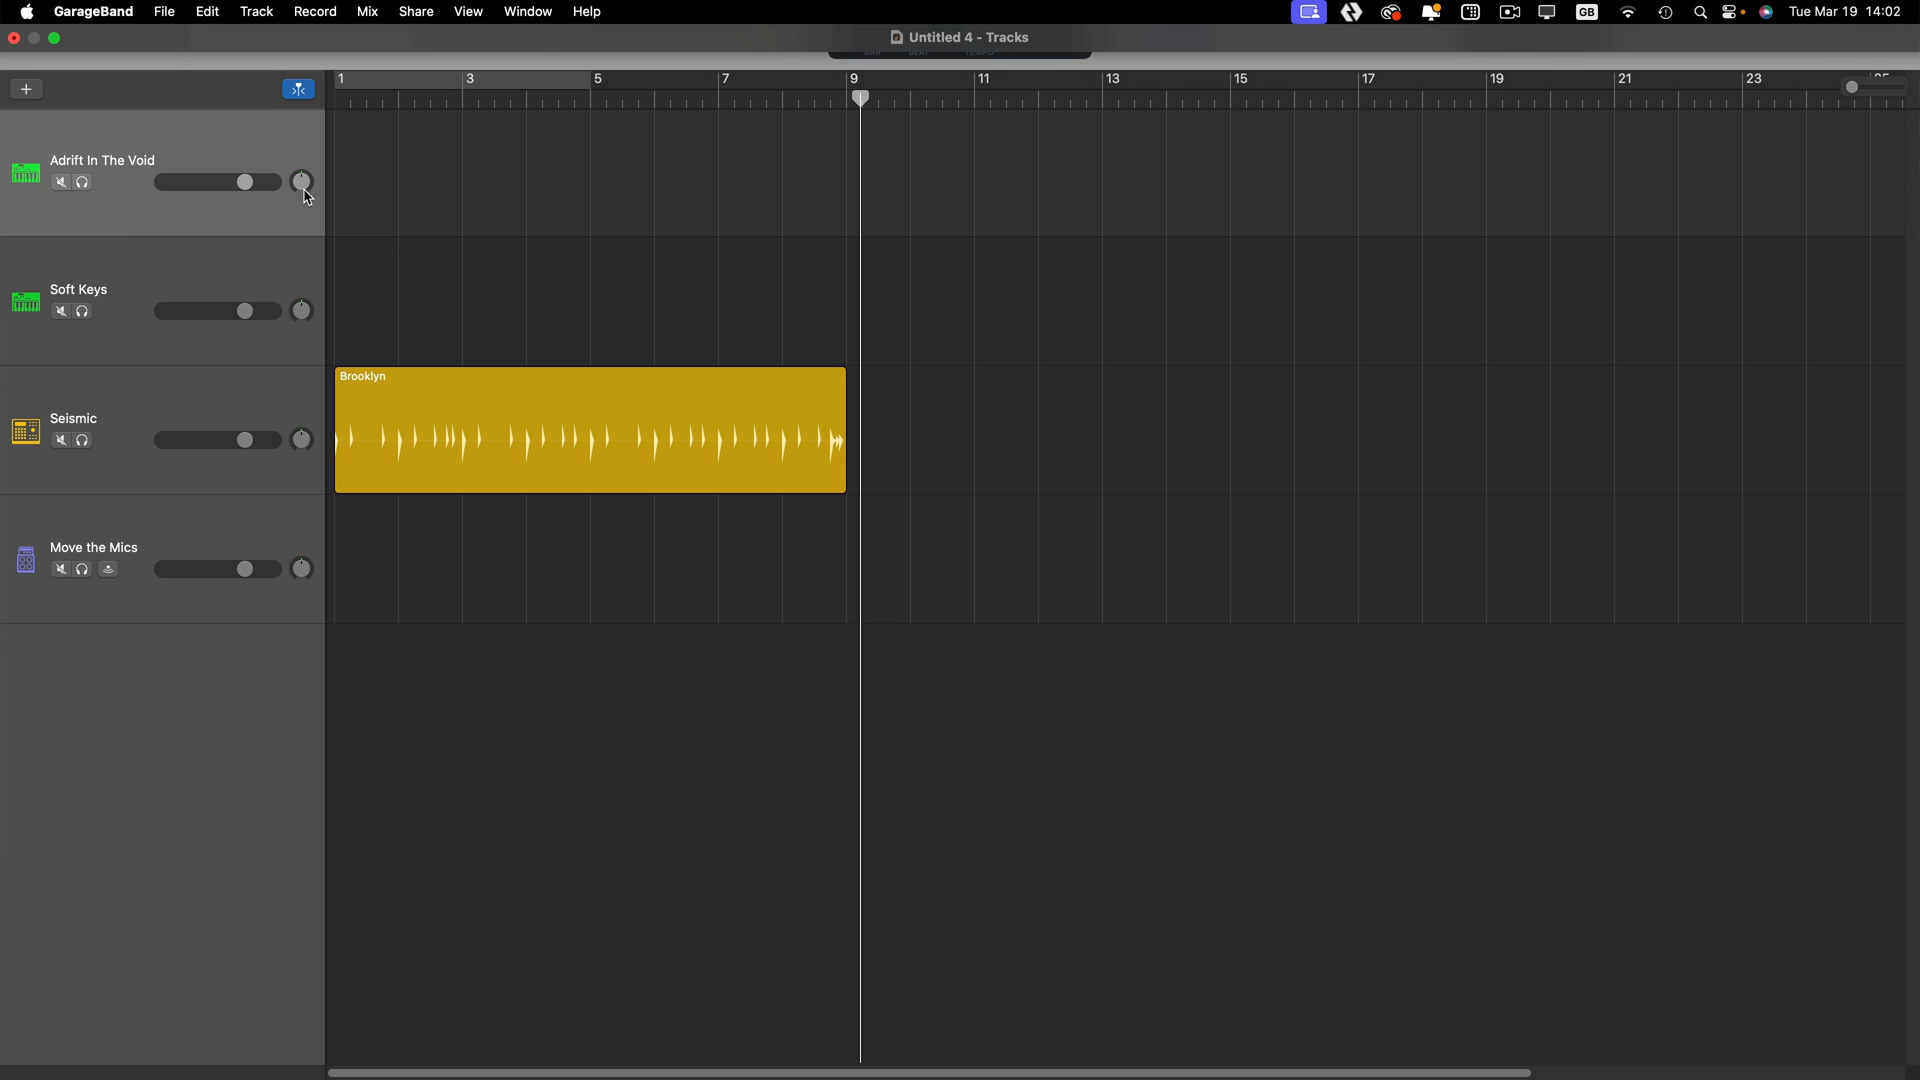 GarageBand File Edit Track Record Mix Share View Window Help GB Tue Mar 19 14:02
Untitled 4 - Tracks
1 3 5 7 9 11 13 15 17 19 21 23
Adrift In The Void
Soft Keys
Brooklyn
Seismic
Move the Mics